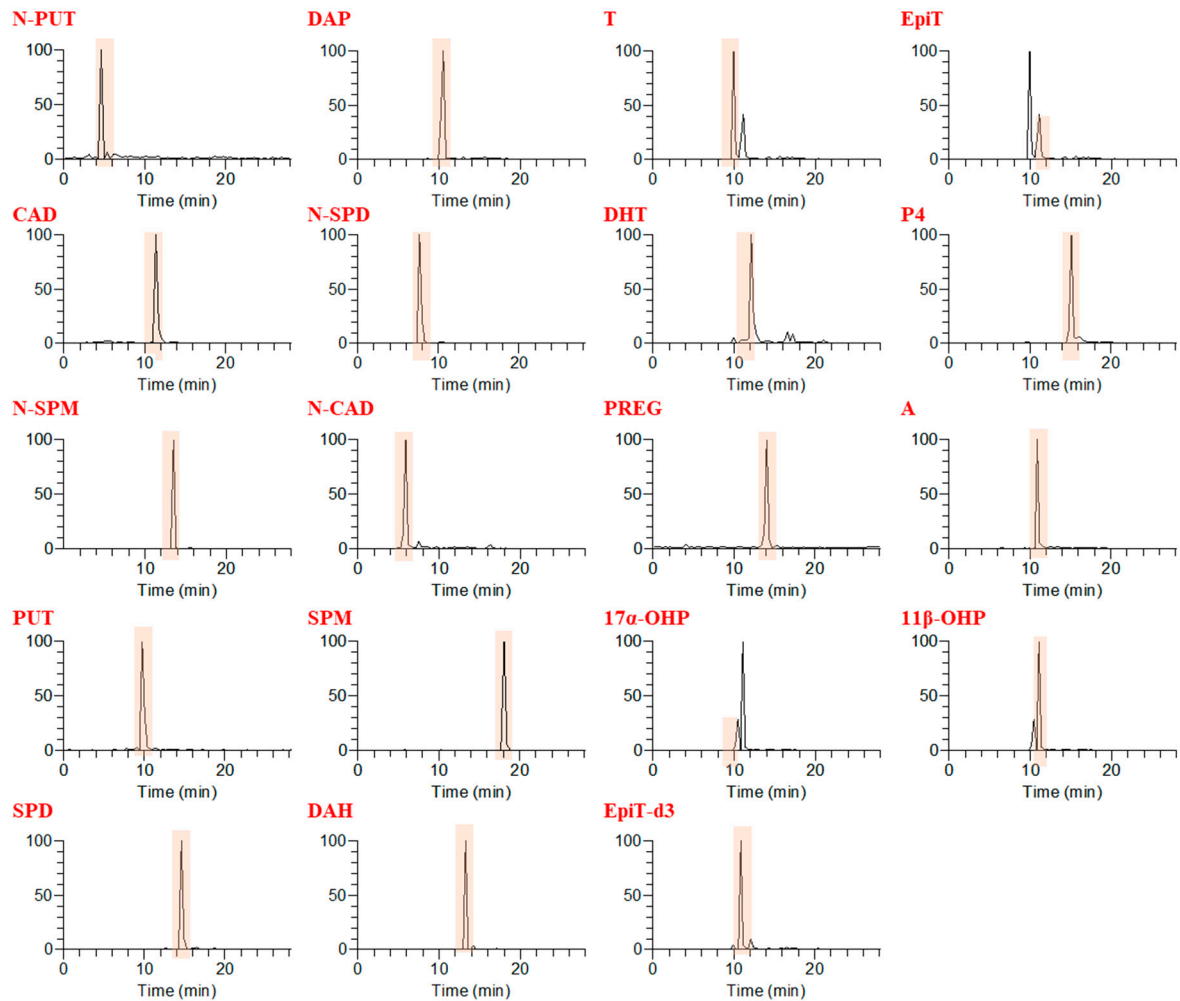 N-PUT DAP T EpiT
100 100 100 100
50 50 50 50
0 0 0 0
0 10 20 0 10 20 0 10 20 0 10 20
Time (min) Time (min) Time (min) Time (min)
CAD N-SPD DHT P4
100 100 100 100
50 50 50 50
0 0 0 0
0 10 20 0 10 20 0 10 20 0 10 20
Time (min) Time (min) Time (min) Time (min)
N-SPM N-CAD PREG A
100 100 100 100
50 50 50 50
0 0 0 0
0 10 20 0 10 20 0 10 20 0 10 20
Time (min) Time (min) Time (min) Time (min)
PUT SPM 17α-OHP 11β-OHP
100 100 100 100
50 50 50 50
0 0 0 0
0 10 20 0 10 20 0 10 20 0 10 20
Time (min) Time (min) Time (min) Time (min)
SPD DAH EpiT-d3
100 100 100
50 50 50
0 0 0
0 10 20 0 10 20 0 10 20
Time (min) Time (min) Time (min)